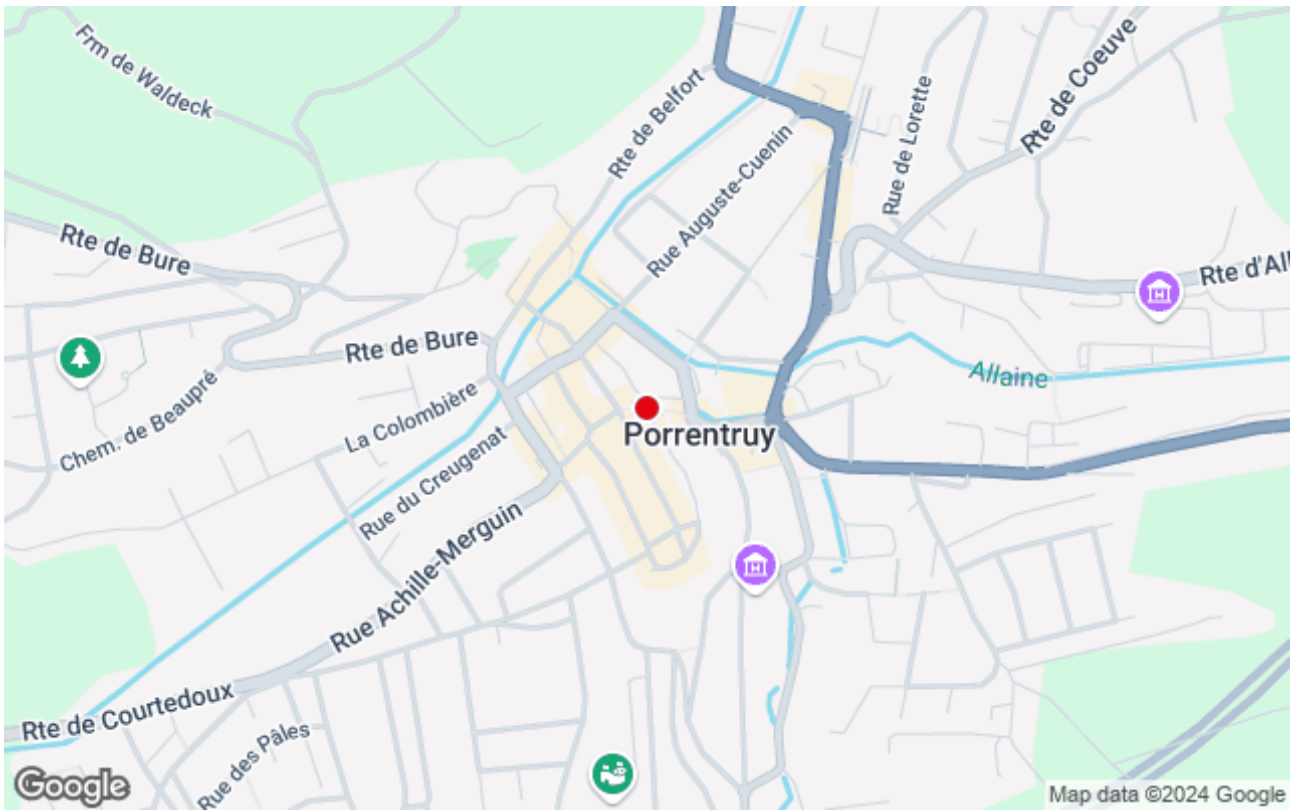 Frm de Waldeck
Rte de Belfort
Rue Auguste-Cuenin
Rue de Lorette
Rte de Coeuve
Rte de Bure
Rte d'All
Rte de Bure
Allaine
Chem. de Beaupré
La Colombière
Porrentruy
Rue du Creugenat
Rue Achille-Merguin
H
H
Rte de Courtedoux
Rue des Pâles
Google
Map data ©2024 Google